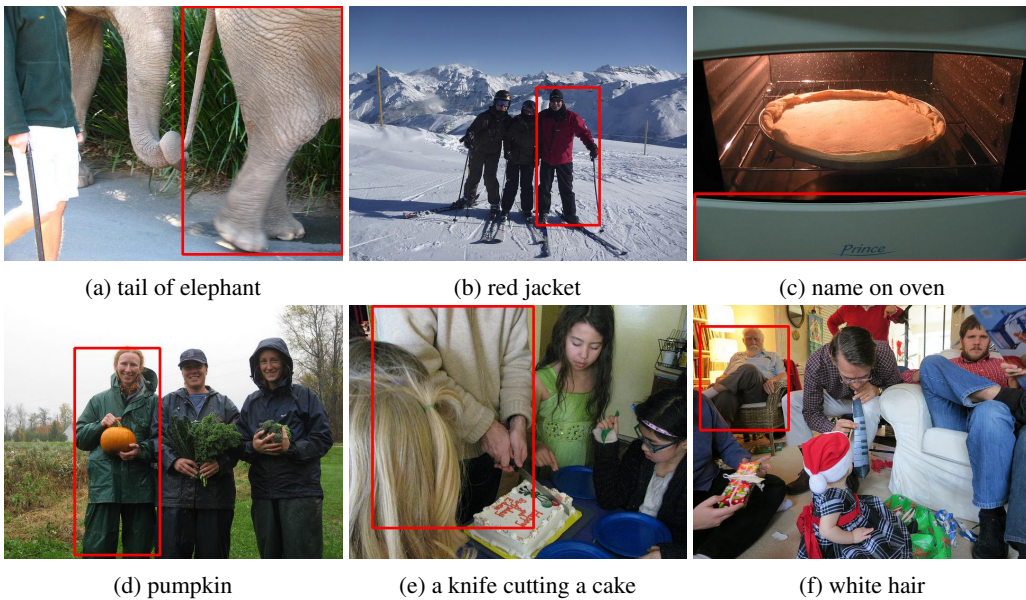 (a) tail of elephant
(b) red jacket
Prince
(c) name on oven
(d) pumpkin
(e) a knife cutting a cake
(f) white hair